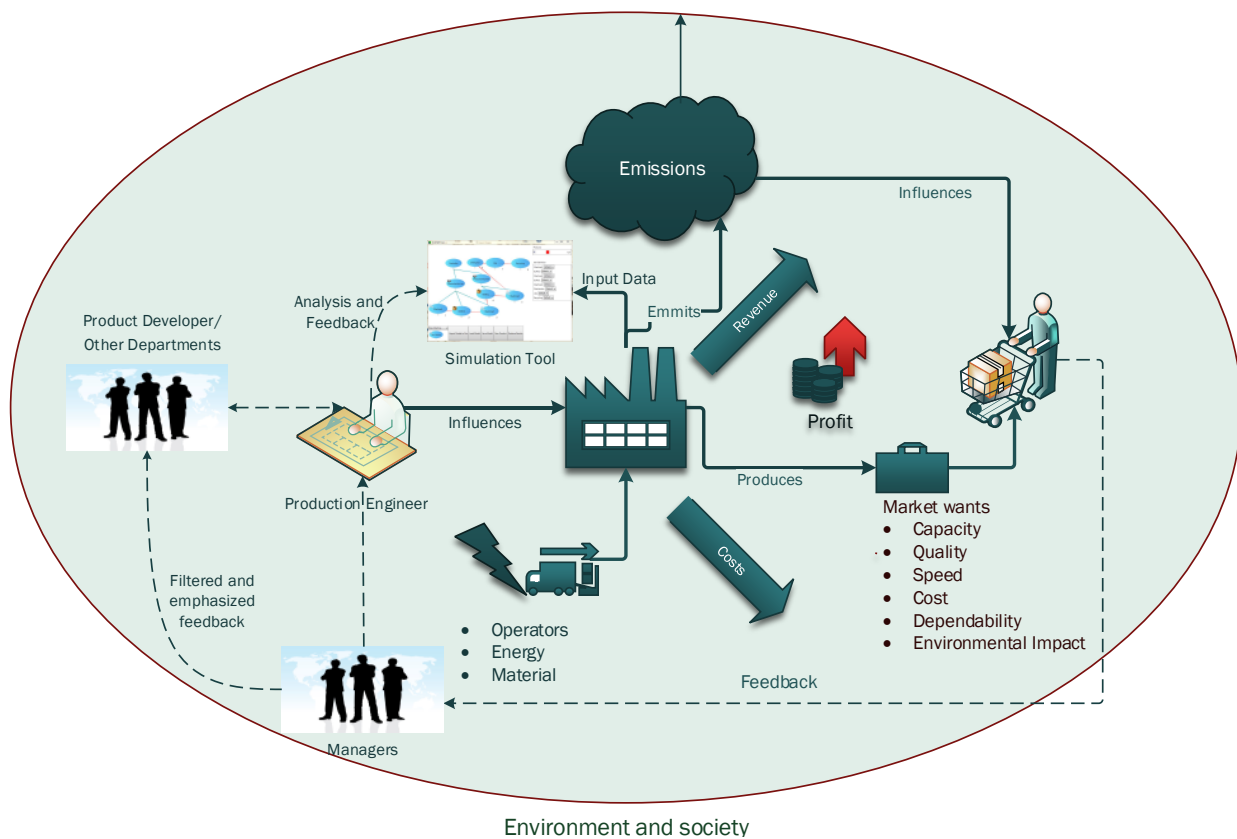 Emissions
Influences
Input Data
Emmits
Revenue
Analysis and
Feedback
Product Developer/
Other Departments
Simulation Tool
Influences
Profit
Produces
Production Engineer
Market wants
• Capacity
• Quality
• Speed
• Cost
• Dependability
• Environmental Impact
Costs
Filtered and
emphasized
feedback
• Operators
• Energy
• Material
Feedback
Managers
Environment and society